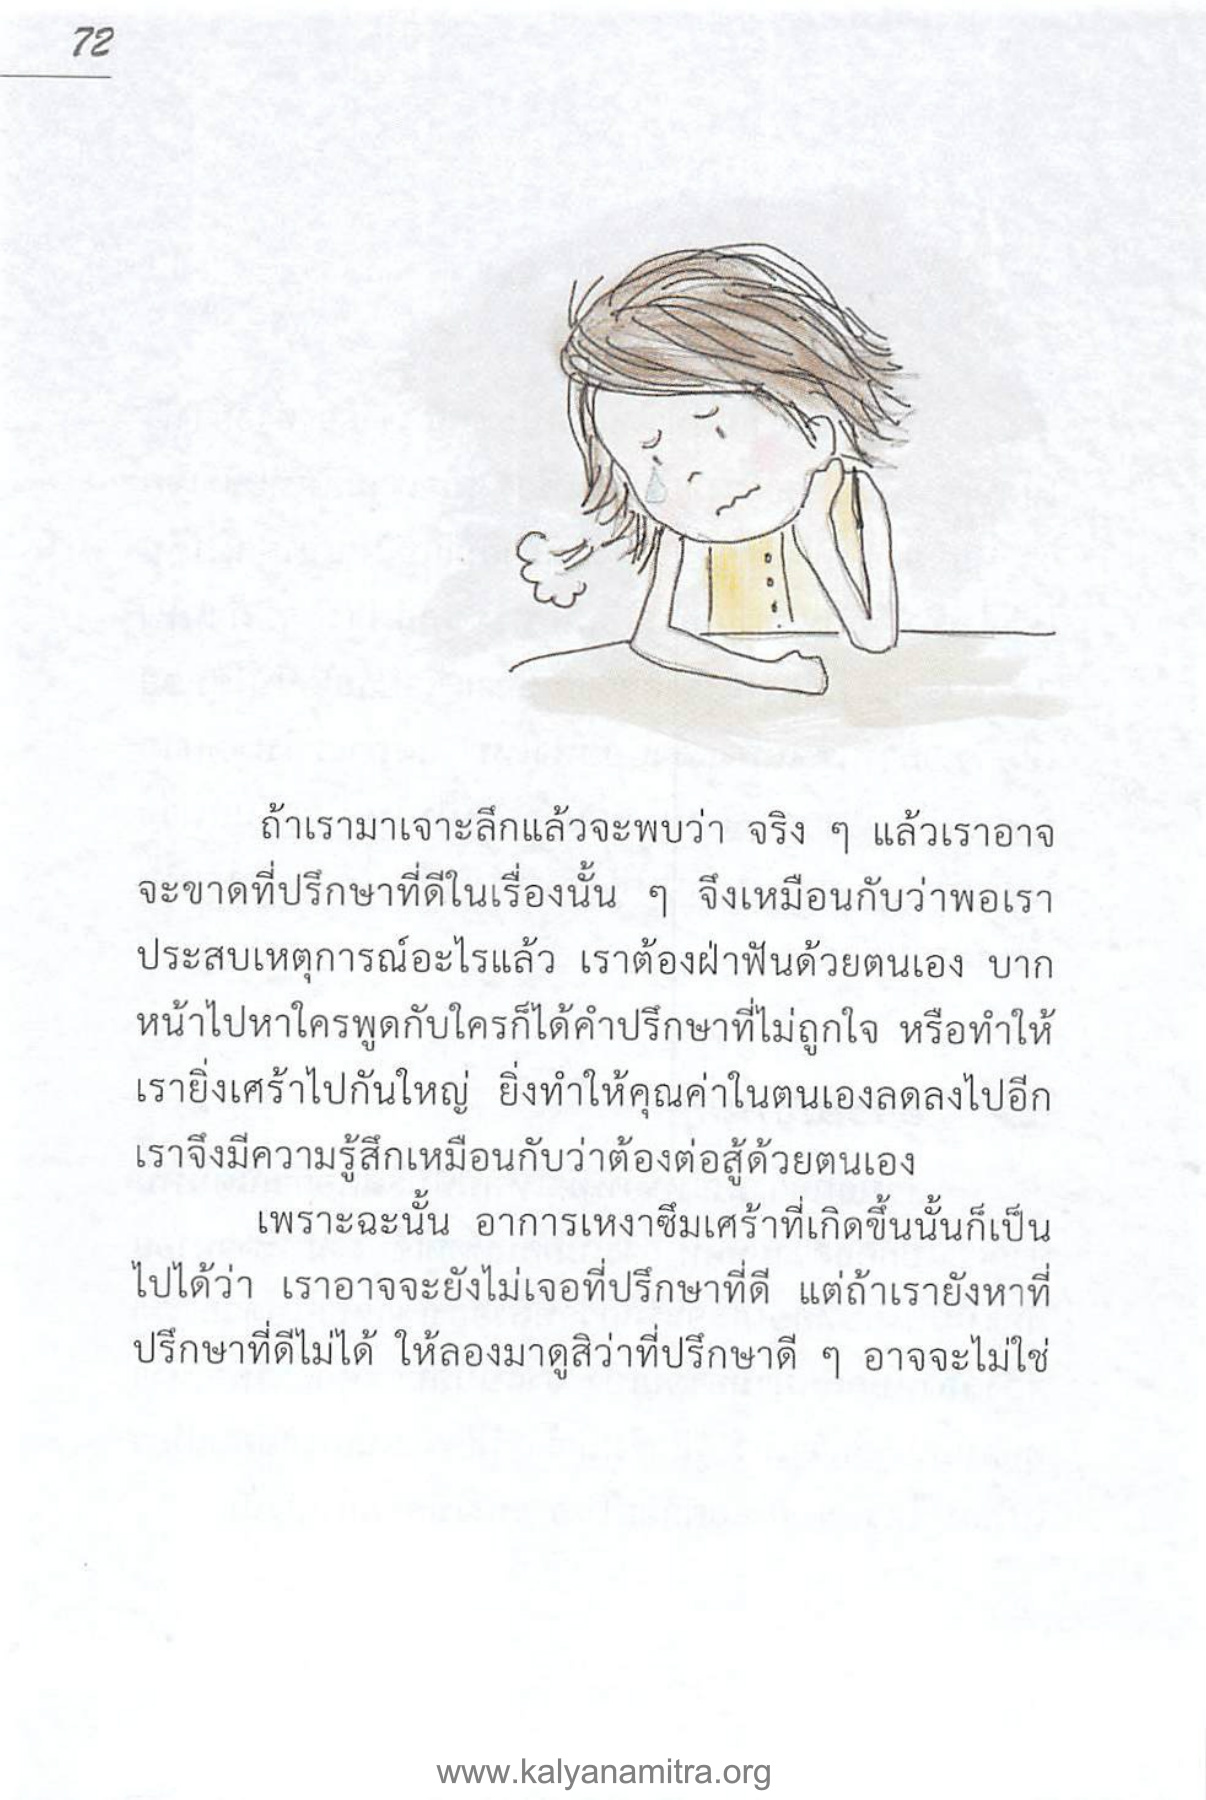 72
ถ้าเรามาเจาะลึกแล้วจะพบว่า จริง ๆ แล้วเราอาจ
จะขาดที่ปรึกษาที่ดีในเรื่องนั้น ๆ จึงเหมือนกับว่าพอเรา
ประสบเหตุการณ์อะไรแล้ว เราต้องฝ่าฟันด้วยตนเอง บาก
หน้าไปหาใครพูดกับใครก็ได้คำปรึกษาที่ไม่ถูกใจ หรือทำให้
เรายิ่งเศร้าไปกันใหญ่ ยิ่งทำให้คุณค่าในตนเองลดลงไปอีก
เราจึงมีความรู้สึกเหมือนกับว่าต้องต่อสู้ด้วยตนเอง
เพราะฉะนั้น อาการเหงาซึมเศร้าที่เกิดขึ้นนั้นก็เป็น
ไปได้ว่า เราอาจจะยังไม่เจอที่ปรึกษาที่ดี แต่ถ้าเรายังหาที่
ปรึกษาที่ดีไม่ได้ ให้ลองมาดูสิว่าที่ปรึกษาดี ๆ อาจจะไม่ใช่
www.kalyanamitra.org